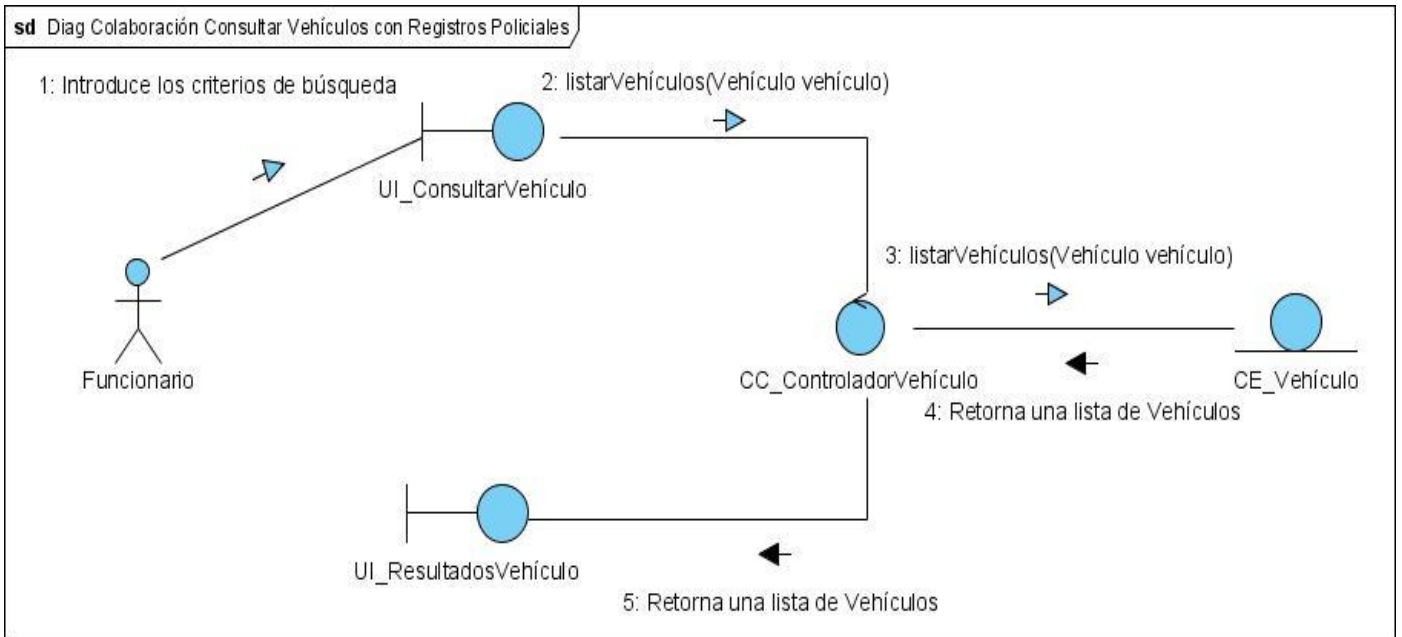 sd Diag Colaboración Consultar Vehículos con Registros Policiales
1: Introduce los criterios de búsqueda
2: listarVehículos(Vehículo vehículo)
UI_ConsultarVehículo
3: listarVehículos(Vehículo vehículo)
Funcionario
CC_ControladorVehículo
CE_Vehículo
4: Retorna una lista de Vehículos
UI_ResultadosVehículo
5: Retorna una lista de Vehículos